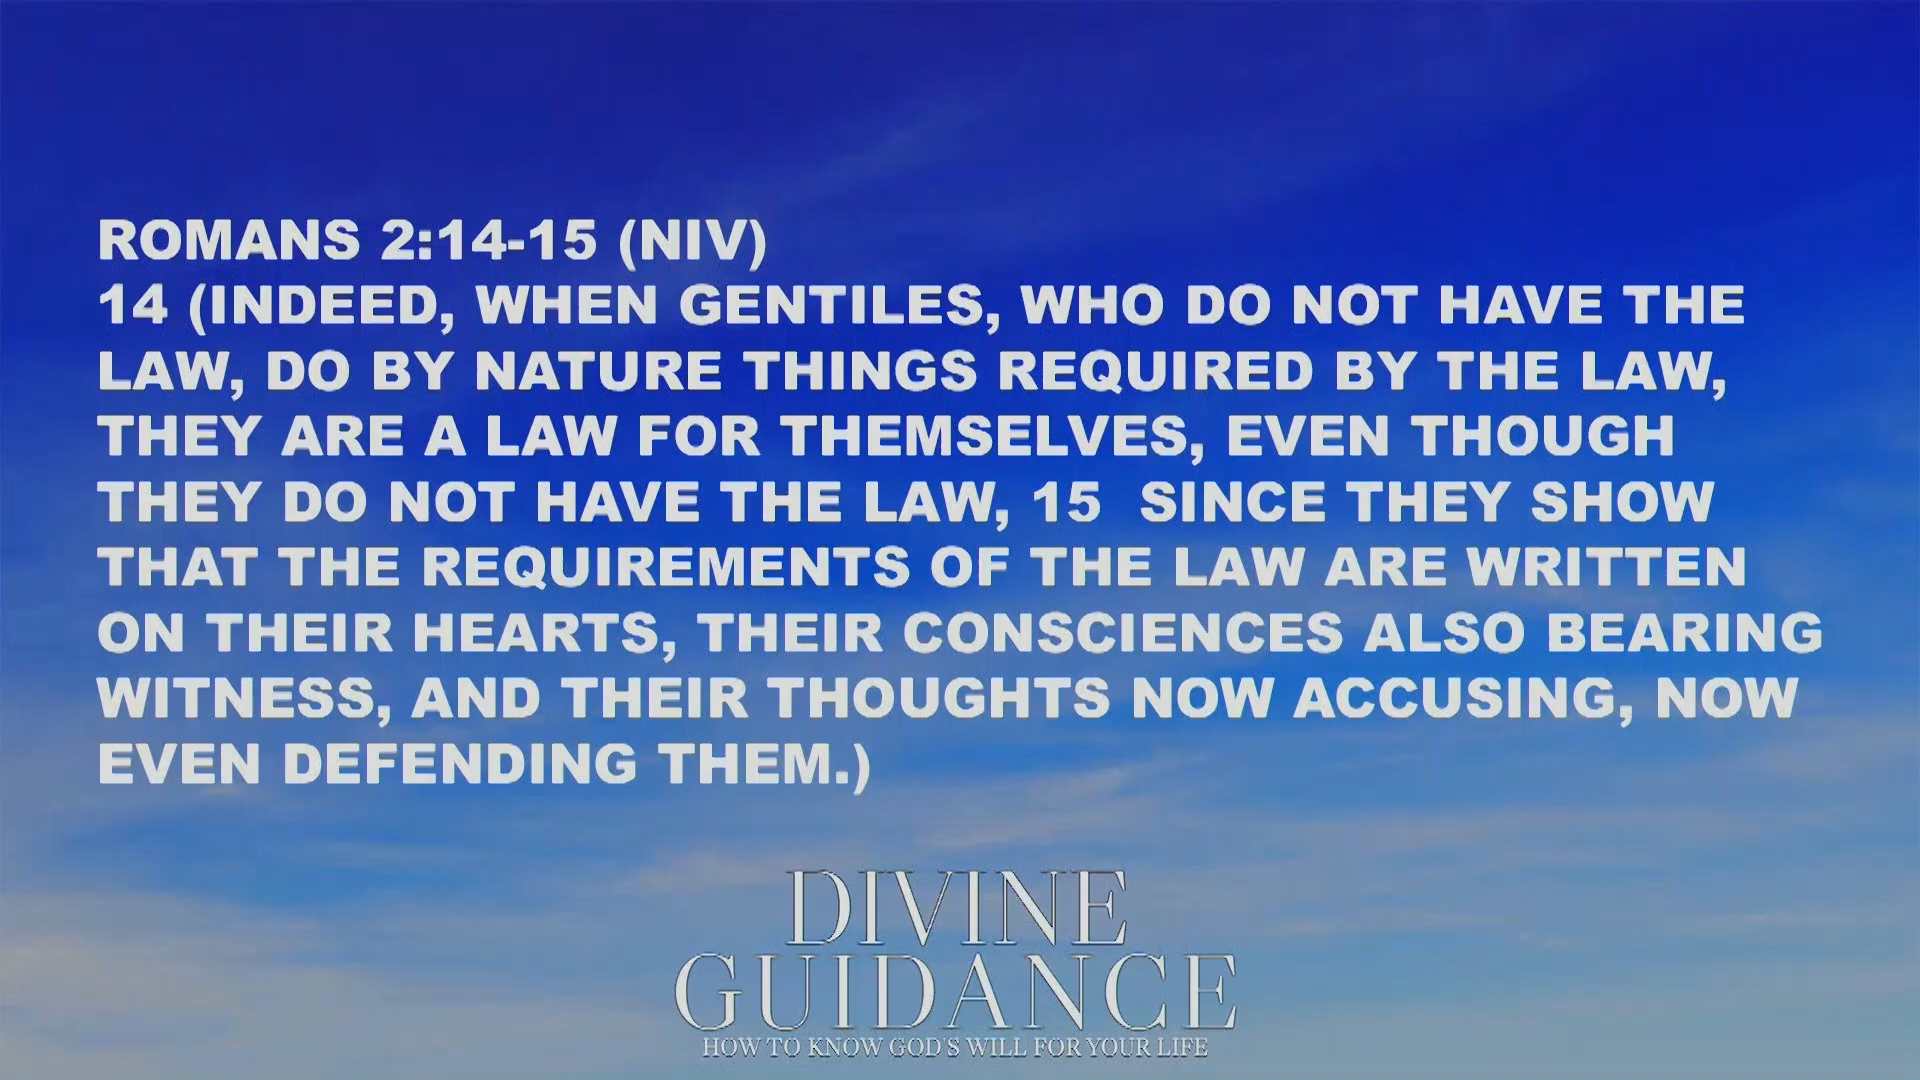 ROMANS 2:14-15 (NIV)
14 (INDEED, WHEN GENTILES, WHO DO NOT HAVE THE
LAW, DO BY NATURE THINGS REQUIRED BY THE LAW,
THEY ARE A LAW FOR THEMSELVES, EVEN THOUGH
THEY DO NOT HAVE THE LAW, 15  SINCE THEY SHOW
THAT THE REQUIREMENTS OF THE LAW ARE WRITTEN
ON THEIR HEARTS, THEIR CONSCIENCES ALSO BEARING
WITNESS, AND THEIR THOUGHTS NOW ACCUSING, NOW
EVEN DEFENDING THEM.)
DIVINE
GUIDANCE
HOW TO KNOW GOD'S WILL FOR YOUR LIFE